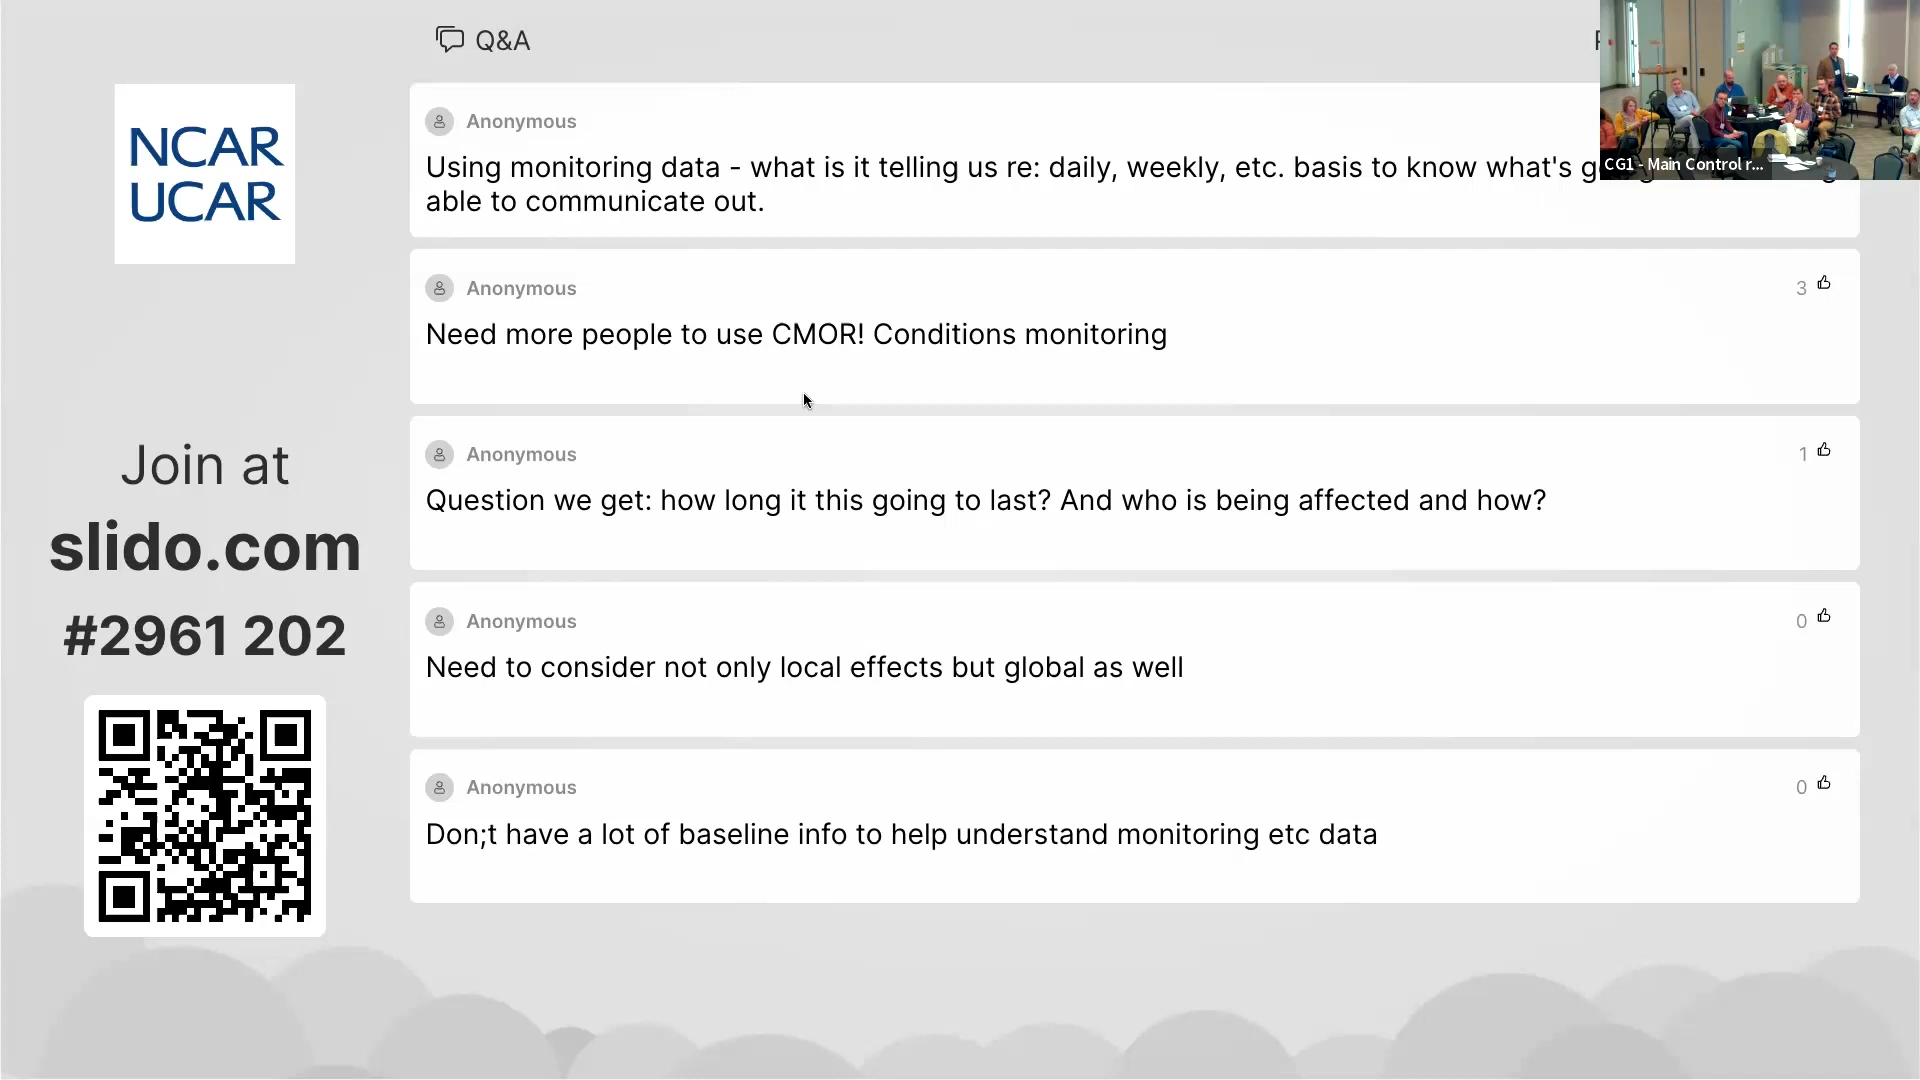 Q&A
NCAR
UCAR
Join at
slido.com
#2961 202
Anonymous
Using monitoring data - what is it telling us re: daily, weekly, etc. basis to know what's
able to communicate out.
Anonymous
3
Need more people to use CMOR! Conditions monitoring
Anonymous
1
Question we get: how long it this going to last? And who is being affected and how?
Anonymous
0
Need to consider not only local effects but global as well
Anonymous
0
Don;t have a lot of baseline info to help understand monitoring etc data
CG1 - Main Control r...